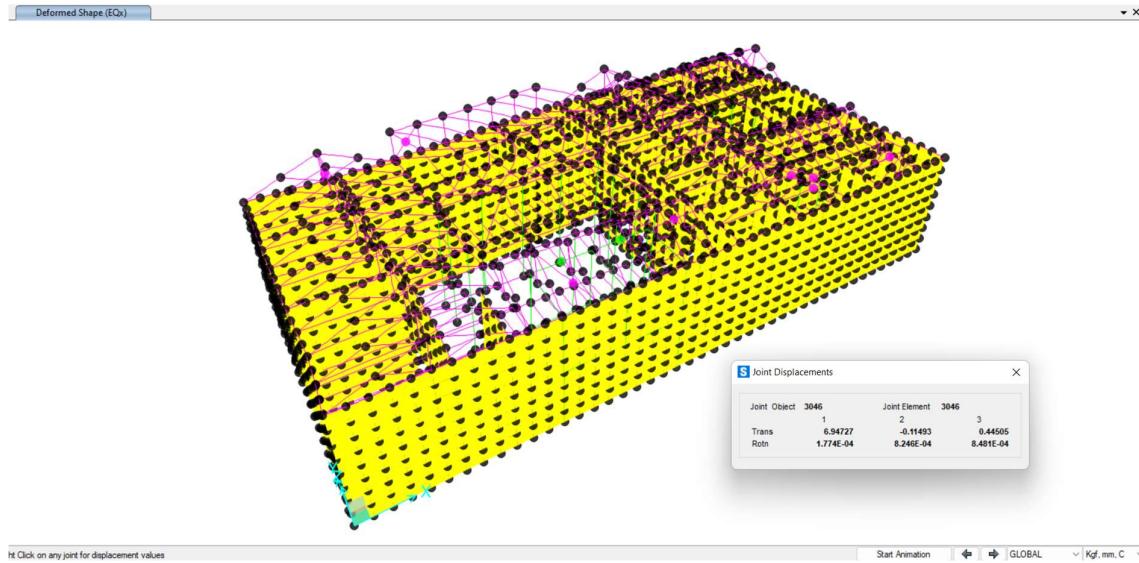 Deformed Shape (EQx)
Joint Displacements
Joint Object 3046 Joint Element 3046
1 2 3
Trans 6.94727 -0.11493 0.44505
Rotn 1.774E-04 8.246E-04 8.481E-04
ht Click on any joint for displacement values
Start Animation GLOBAL Kgf, mm, C